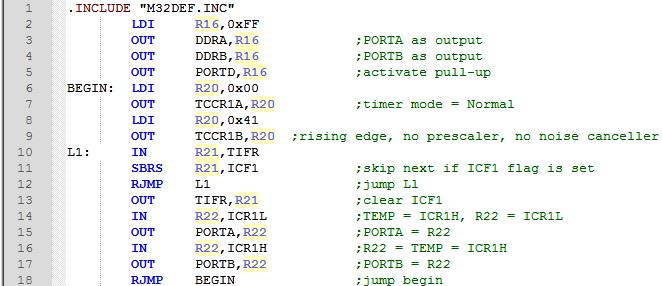 1 .INCLUDE "M32DEF.INC"
2 LDI R16,0xFF
3 OUT DDRA,R16 ;PORTA as output
4 OUT DDRB,R16 ;PORTB as output
5 OUT PORTD,R16 ;activate pull-up
6 BEGIN: LDI R20,0x00
7 OUT TCCR1A,R20 ;timer mode = Normal
8 LDI R20,0x41
9 OUT TCCR1B,R20 ;rising edge, no prescaler, no noise canceller
10 L1: IN R21,TIFR
11 SBRS R21,ICF1 ;skip next if ICF1 flag is set
12 RJMP L1 ;jump L1
13 OUT TIFR,R21 ;clear ICF1
14 IN R22,ICR1L ;TEMP = ICR1H, R22 = ICR1L
15 OUT PORTA,R22 ;PORTA = R22
16 IN R22,ICR1H ;R22 = TEMP = ICR1H
17 OUT PORTB,R22 ;PORTB = R22
18 RJMP BEGIN ;jump begin